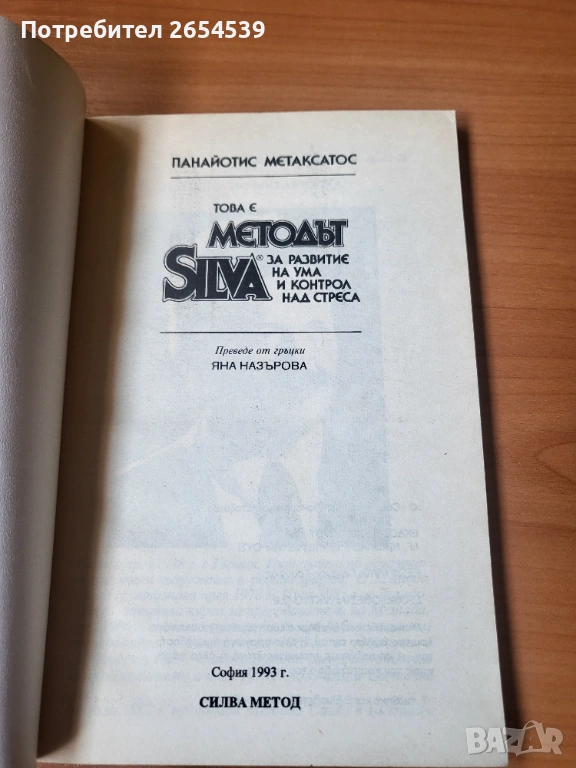 Потребител 2654539
ПАНАЙОТИС МЕТАКСАТОС
ТОВА Е
МЕТОДЪТ
SILVA® ЗА РАЗВИТИЕ
НА УМА
И КОНТРОЛ
НАД СТРЕСА
Преведе от гръцки
ЯНА НАЗЪРОВА
София 1993 г.
СИЛВА МЕТОД
BAZAR